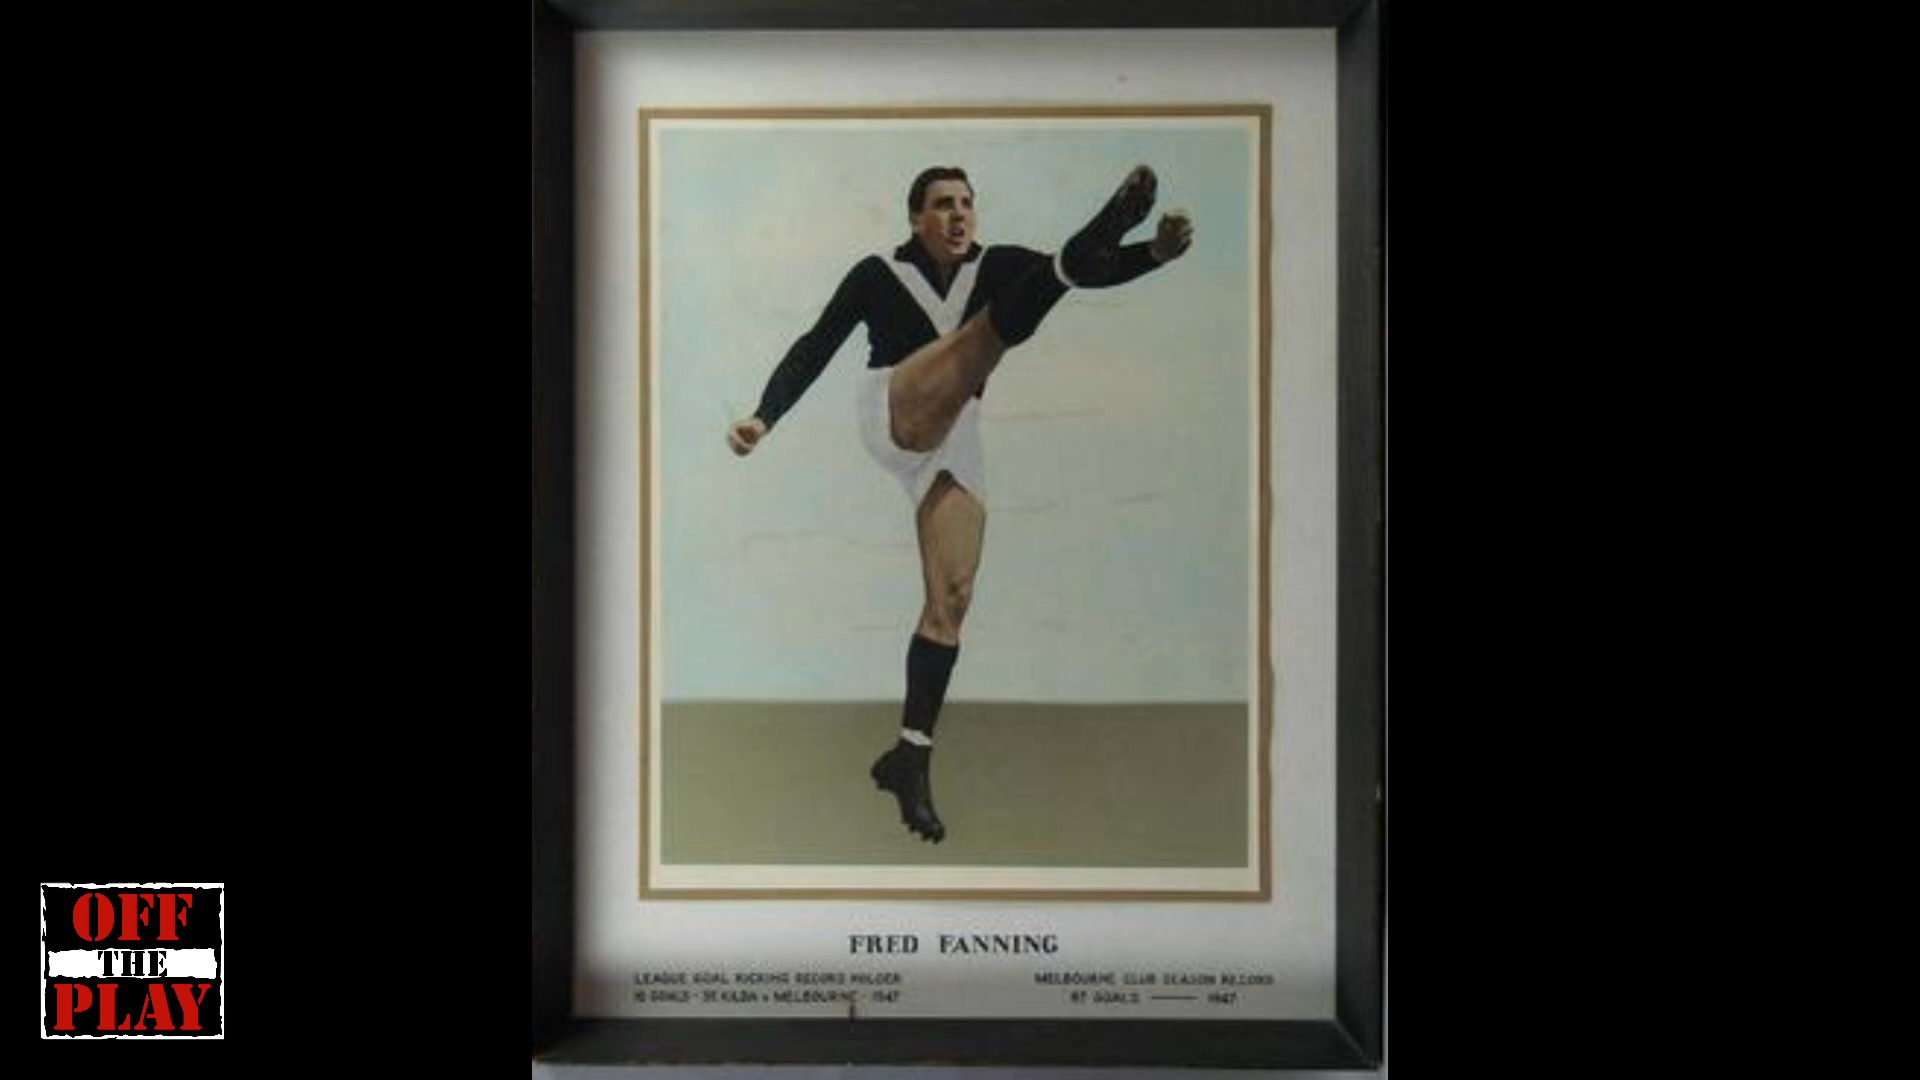 FRED FANNING
LEAGUE GOAL KICKING RECORD HOLDER
18 GOALS - ST KILDA v MELBOURNE - 1947
MELBOURNE CLUB SEASON RECORD
97 GOALS — 1947
OFF
THE
PLAY